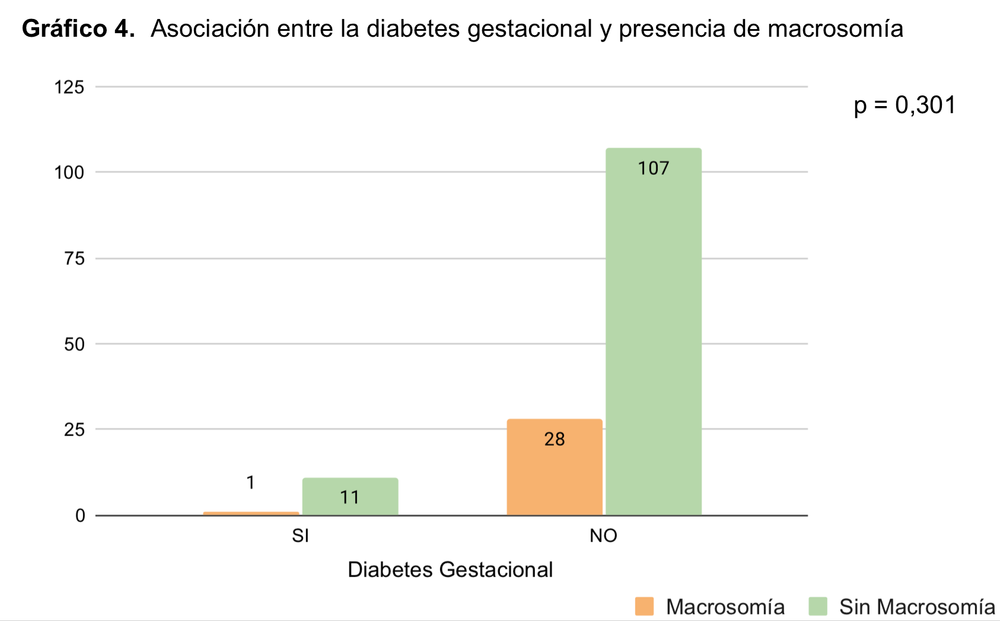 Gráfico 4. Asociación entre la diabetes gestacional y presencia de macrosomía
125
p = 0,301
100
107
75
50
25
28
1
11
0
SI NO
Diabetes Gestacional
Macrosomía Sin Macrosomía